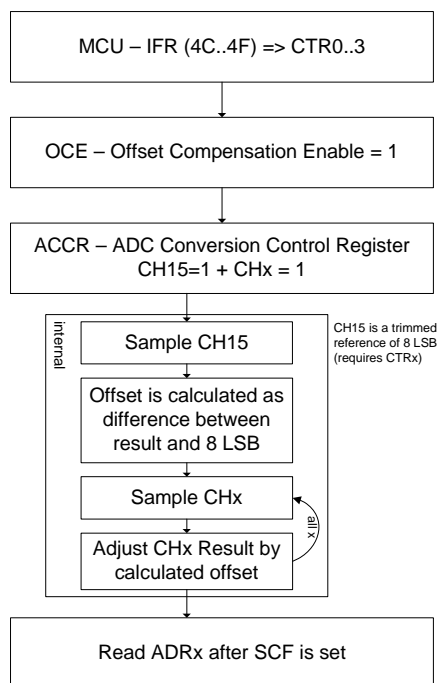 MCU – IFR (4C..4F) => CTR0..3
OCE – Offset Compensation Enable = 1
ACCR – ADC Conversion Control Register
CH15=1 + CHx = 1
internal
Sample CH15
CH15 is a trimmed
reference of 8 LSB
(requires CTRx)
Offset is calculated as
difference between
result and 8 LSB
Sample CHx
all x
Adjust CHx Result by
calculated offset
Read ADRx after SCF is set